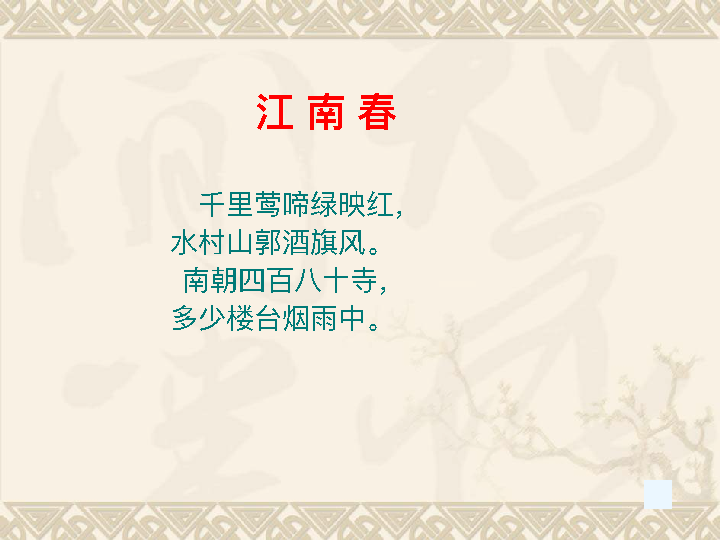 江南春
千里莺啼绿映红，
水村山郭酒旗风。
南朝四百八十寺，
多少楼台烟雨中。